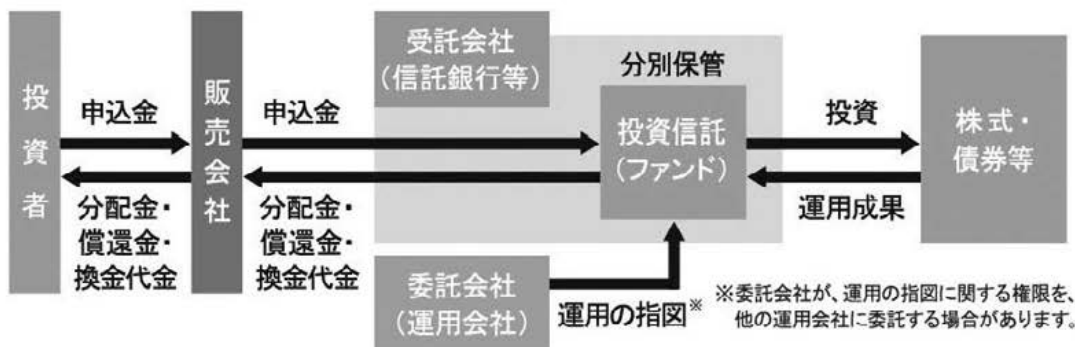 投資者
申込金
分配金・
償還金・
換金代金
販売会社
申込金
分配金・
償還金・
換金代金
受託会社
(信託銀行等)
分別保管
投資信託
(ファンド)
委託会社
(運用会社)
運用の指図※
投資
運用成果
株式・
債券等
※委託会社が、運用の指図に関する権限を、
他の運用会社に委託する場合があります。